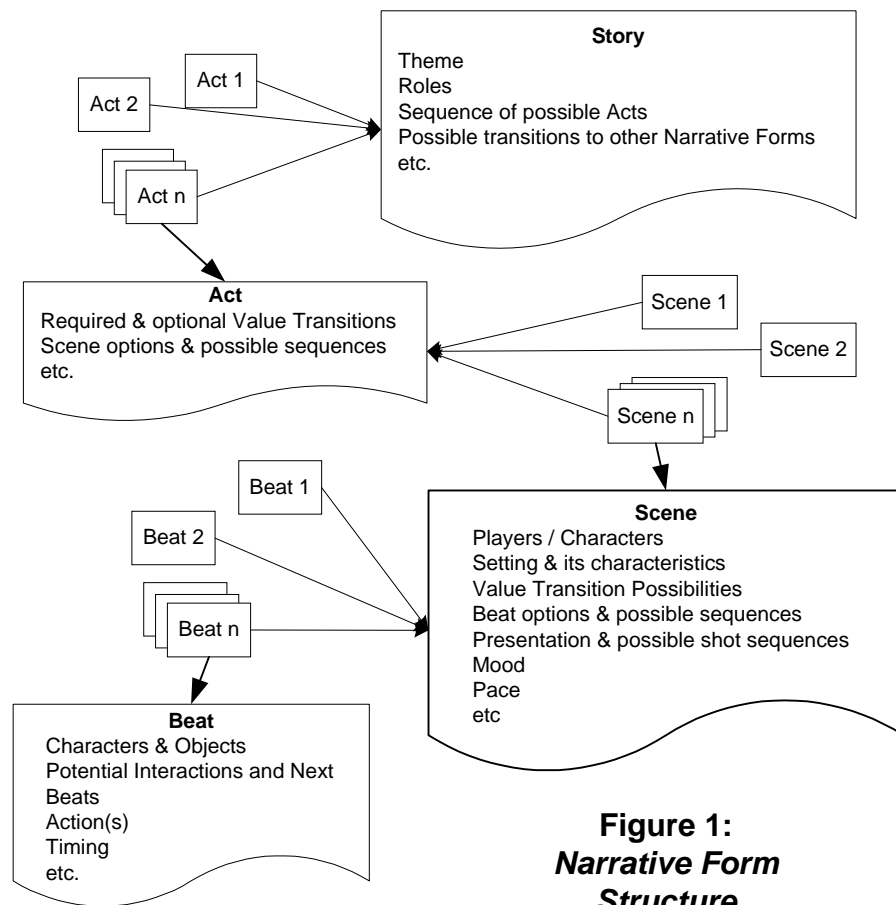 Story
Theme
Roles
Sequence of possible Acts
Possible transitions to other Narrative Forms
etc.
Act 1
Act 2
Act n
Act
Required & optional Value Transitions
Scene options & possible sequences
etc.
Scene 1
Scene 2
Scene n
Scene
Players / Characters
Setting & its characteristics
Value Transition Possibilities
Beat options & possible sequences
Presentation & possible shot sequences
Mood
Pace
etc
Beat 1
Beat 2
Beat n
Beat
Characters & Objects
Potential Interactions and Next
Beats
Action(s)
Timing
etc.
Figure 1:
Narrative Form
Structure